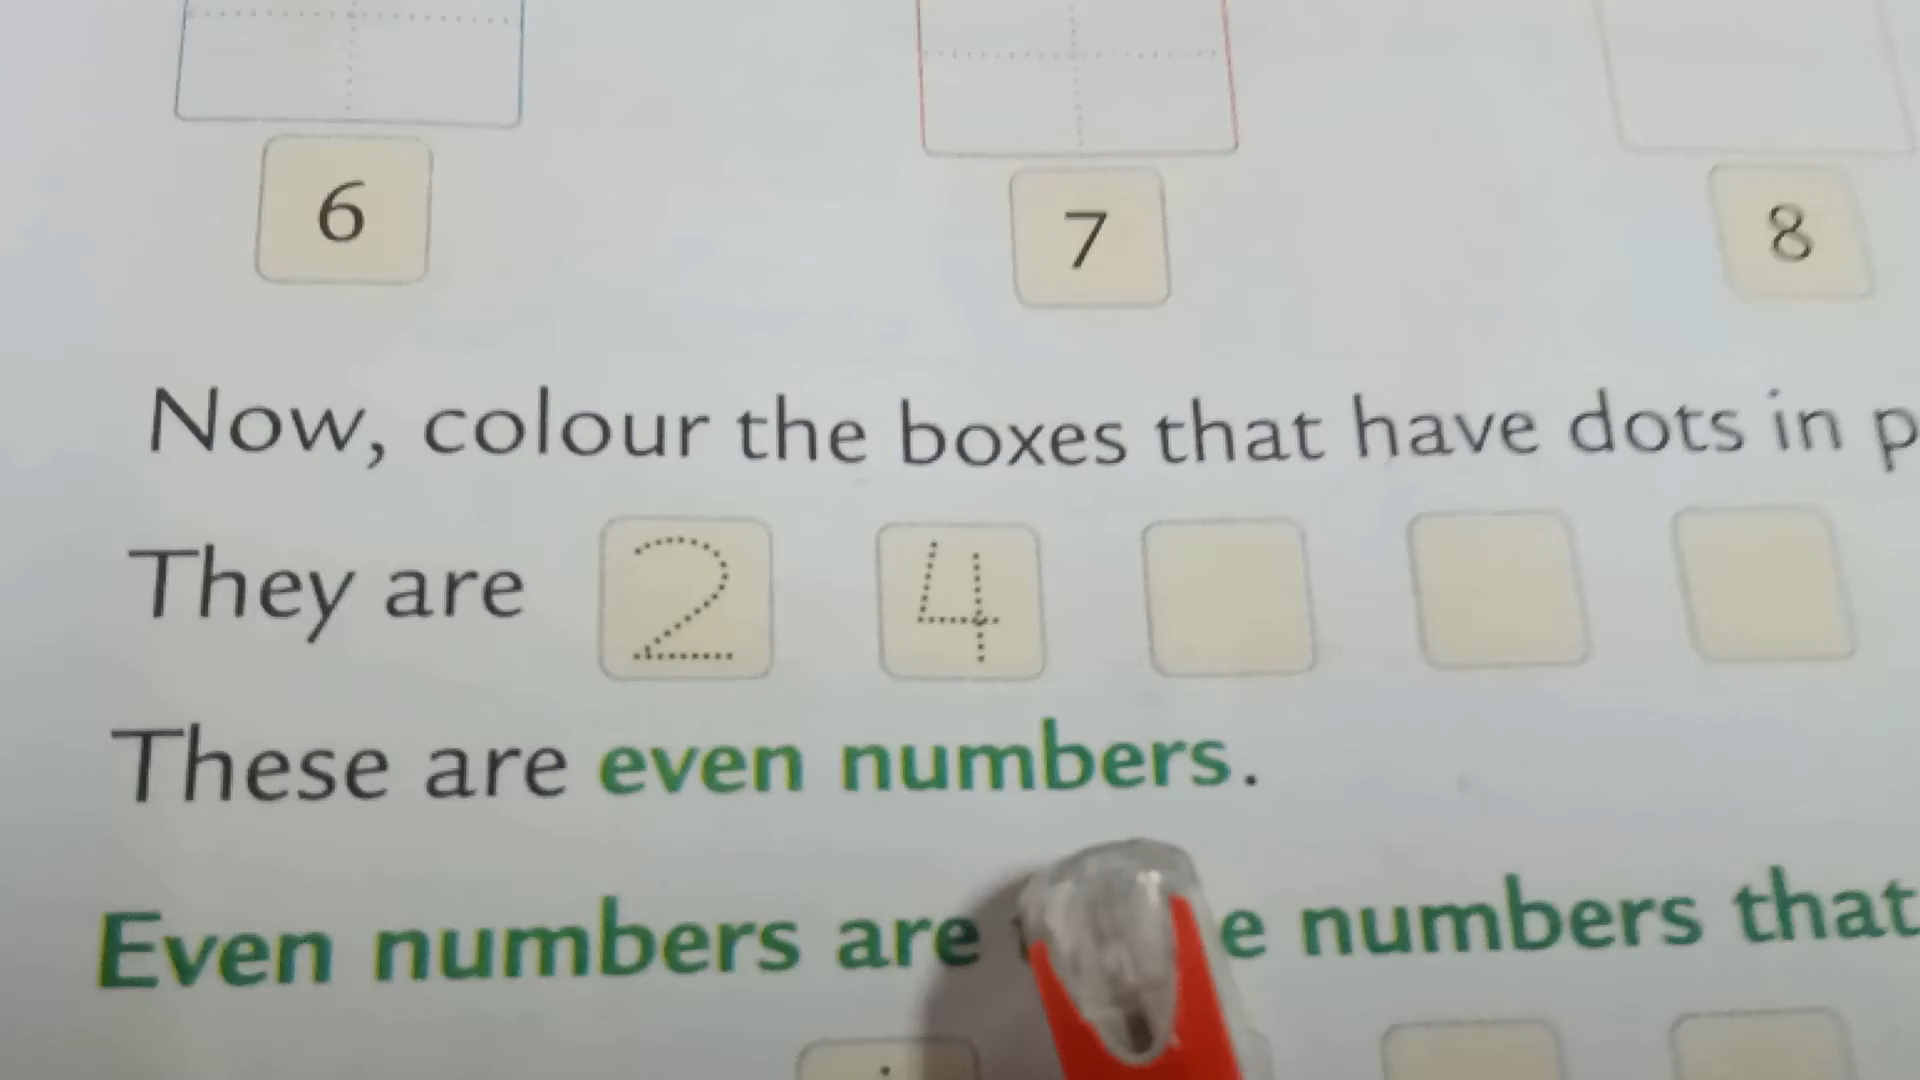 6 7 8
Now, colour the boxes that have dots in
They are 2 4
These are even numbers.
Even numbers are numbers that